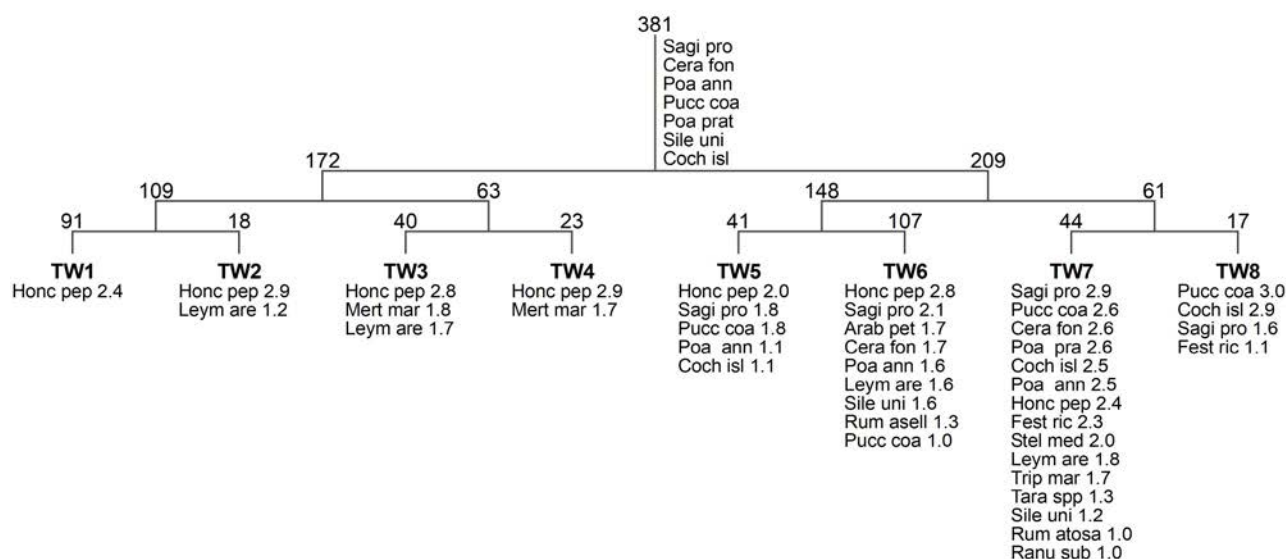 381
Sagi pro
Cera fon
Poa ann
Pucc coa
Poa prat
Sile uni
Coch isl
172
209
109
63
148
61
91
18
40
23
41
107
44
17
TW1
Honc pep 2.4
TW2
Honc pep 2.9
Leym are 1.2
TW3
Honc pep 2.8
Mert mar 1.8
Leym are 1.7
TW4
Honc pep 2.9
Mert mar 1.7
TW5
Honc pep 2.0
Sagi pro 1.8
Pucc coa 1.8
Poa ann 1.1
Coch isl 1.1
TW6
Honc pep 2.8
Sagi pro 2.1
Arab pet 1.7
Cera fon 1.7
Poa ann 1.6
Leym are 1.6
Sile uni 1.6
Rum asell 1.3
Pucc coa 1.0
TW7
Sagi pro 2.9
Pucc coa 2.6
Cera fon 2.6
Poa pra 2.6
Coch isl 2.5
Poa ann 2.5
Honc pep 2.4
Fest ric 2.3
Stel med 2.0
Leym are 1.8
Trip mar 1.7
Tara spp 1.3
Sile uni 1.2
Rum atosa 1.0
Ranu sub 1.0
TW8
Pucc coa 3.0
Coch isl 2.9
Sagi pro 1.6
Fest ric 1.1